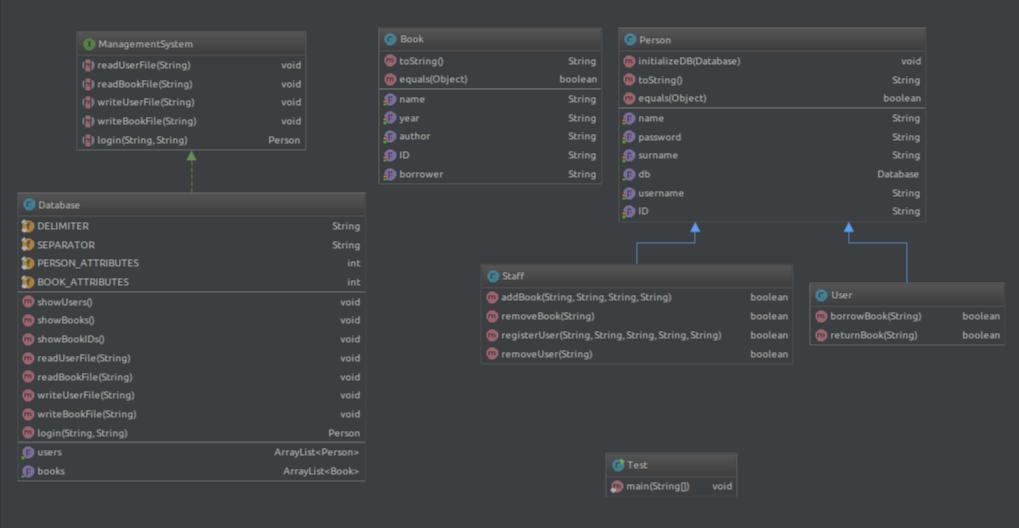 ManagementSystem
readUserFile(String) void
readBookFile(String) void
writeUserFile(String) void
writeBookFile(String) void
login(String, String) Person
Book
toString() String
equals(Object) boolean
name String
year String
author String
ID String
borrower String
Person
initializeDB(Database) void
toString() String
equals(Object) boolean
name String
password String
surname String
db Database
username String
ID String
Database
DELIMITER String
SEPARATOR String
PERSON_ATTRIBUTES int
BOOK_ATTRIBUTES int
showUsers() void
showBooks() void
showBookIDs() void
readUserFile(String) void
readBookFile(String) void
writeUserFile(String) void
writeBookFile(String) void
login(String, String) Person
users ArrayList<Person>
books ArrayList<Book>
Staff
addBook(String, String, String, String) boolean
removeBook(String) boolean
registerUser(String, String, String, String, String) boolean
removeUser(String) boolean
User
borrowBook(String) boolean
returnBook(String) boolean
Test
main(String[]) void